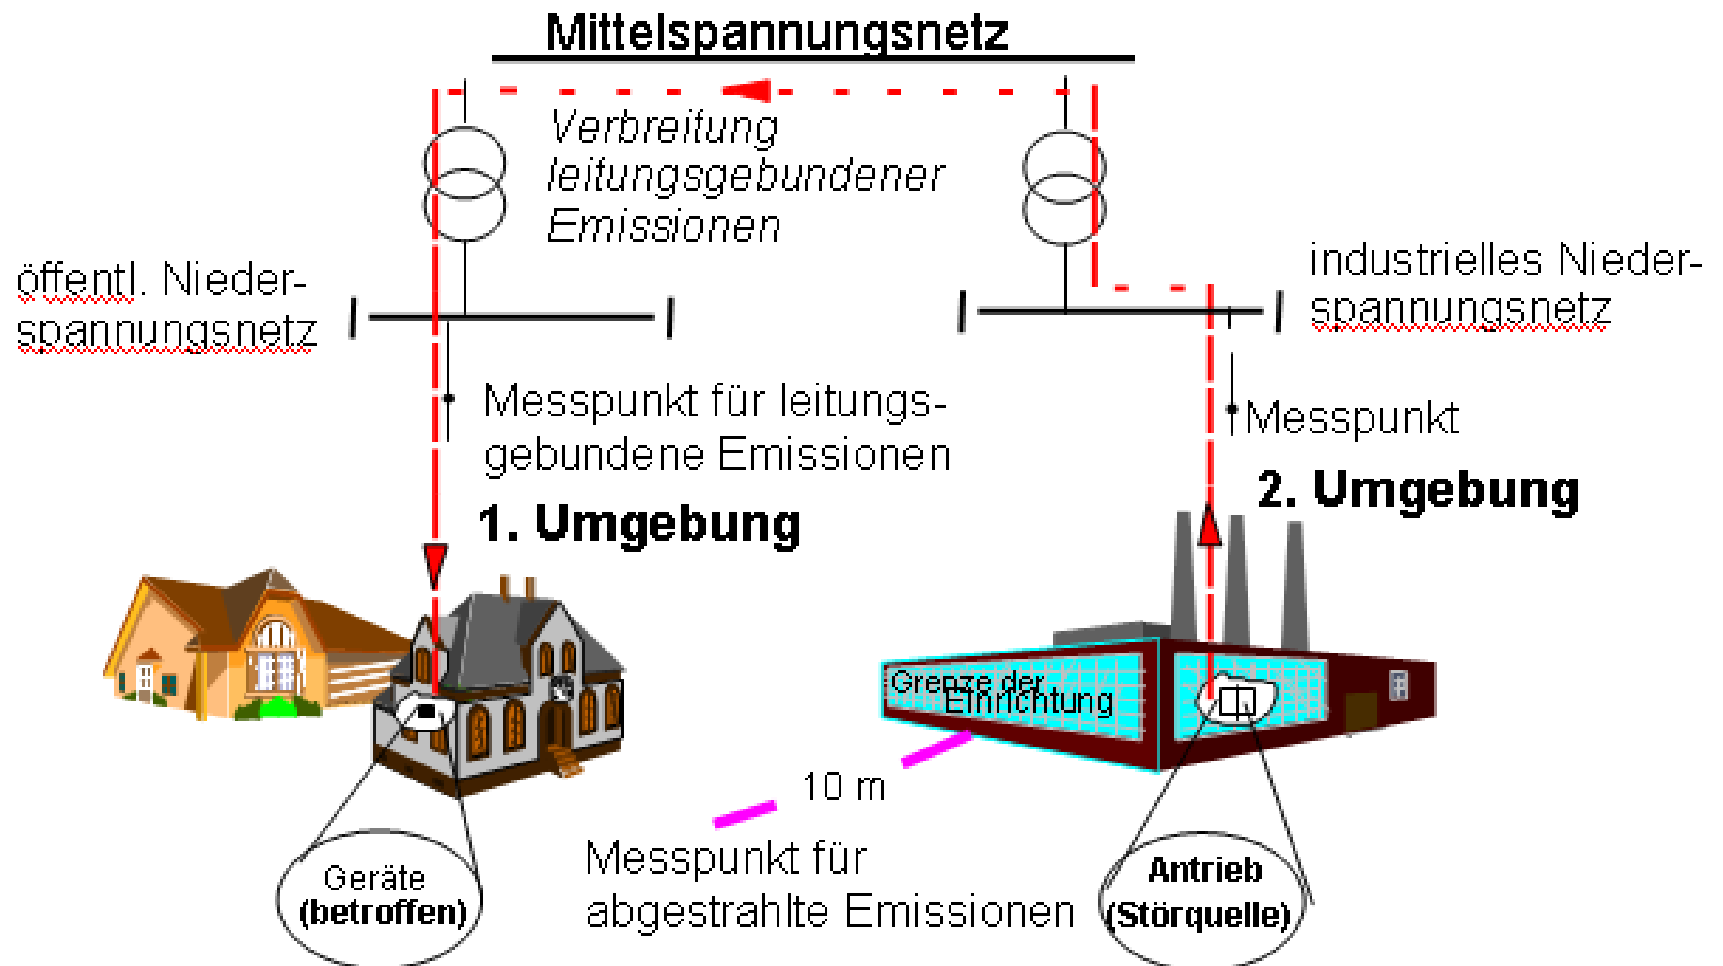 Mittelspannungsnetz
Verbreitung
leitungsgebundener
Emissionen
öffentl. Nieder-
spannungsnetz
industrielles Nieder-
spannungsnetz
Messpunkt für leitungs-
gebundene Emissionen
Messpunkt
1. Umgebung
2. Umgebung
Grenze der
Einrichtung
10 m
Messpunkt für
abgestrahlte Emissionen
Geräte
(betroffen)
Antrieb
(Störquelle)